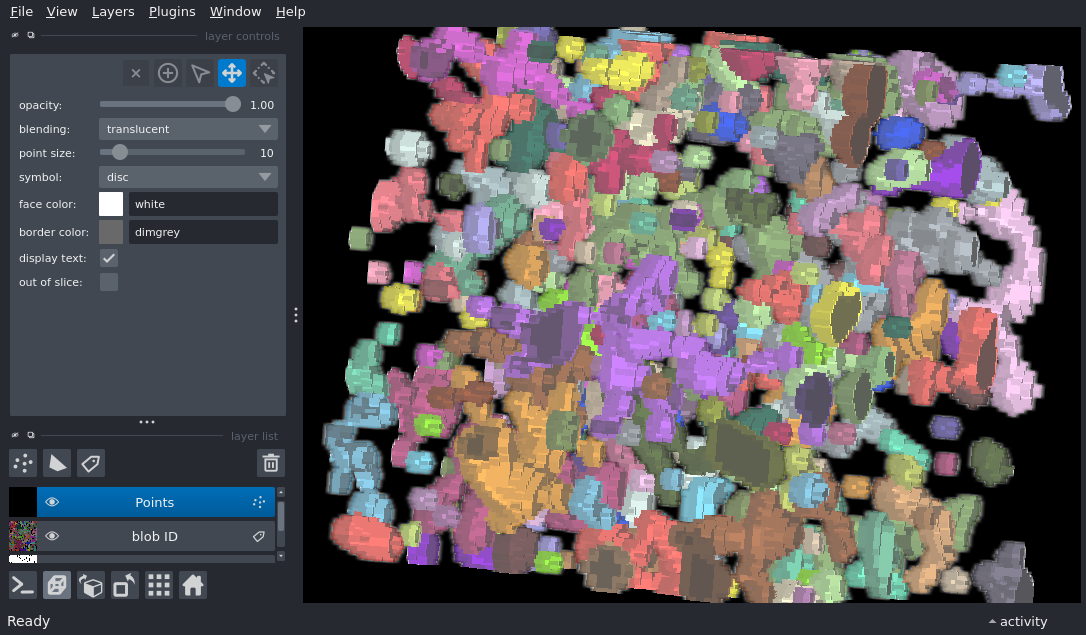 File View Layers Plugins Window Help
layer controls
opacity: 1.00
blending: translucent
point size: 10
symbol: disc
face color: white
border color: dimgrey
display text:
out of slice:
layer list
Points
blob ID
Ready
activity